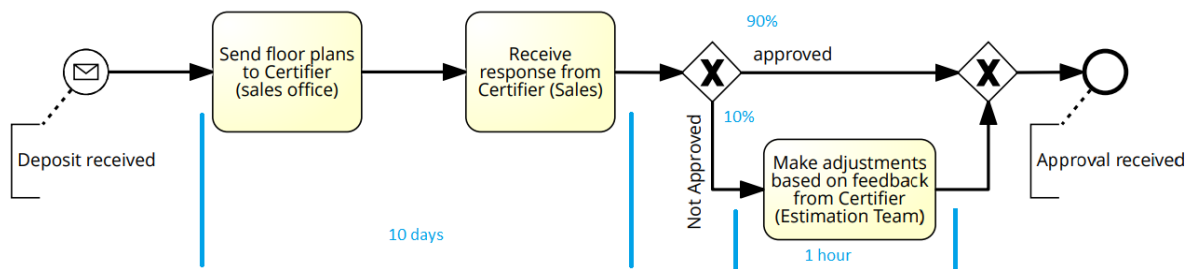 90%
Send floor plans
to Certifier
(sales office)
Receive
response from
Certifier (Sales)
X
approved
X
10%
Not Approved
Deposit received
Make adjustments
based on feedback
from Certifier
(Estimation Team)
Approval received
10 days
1 hour